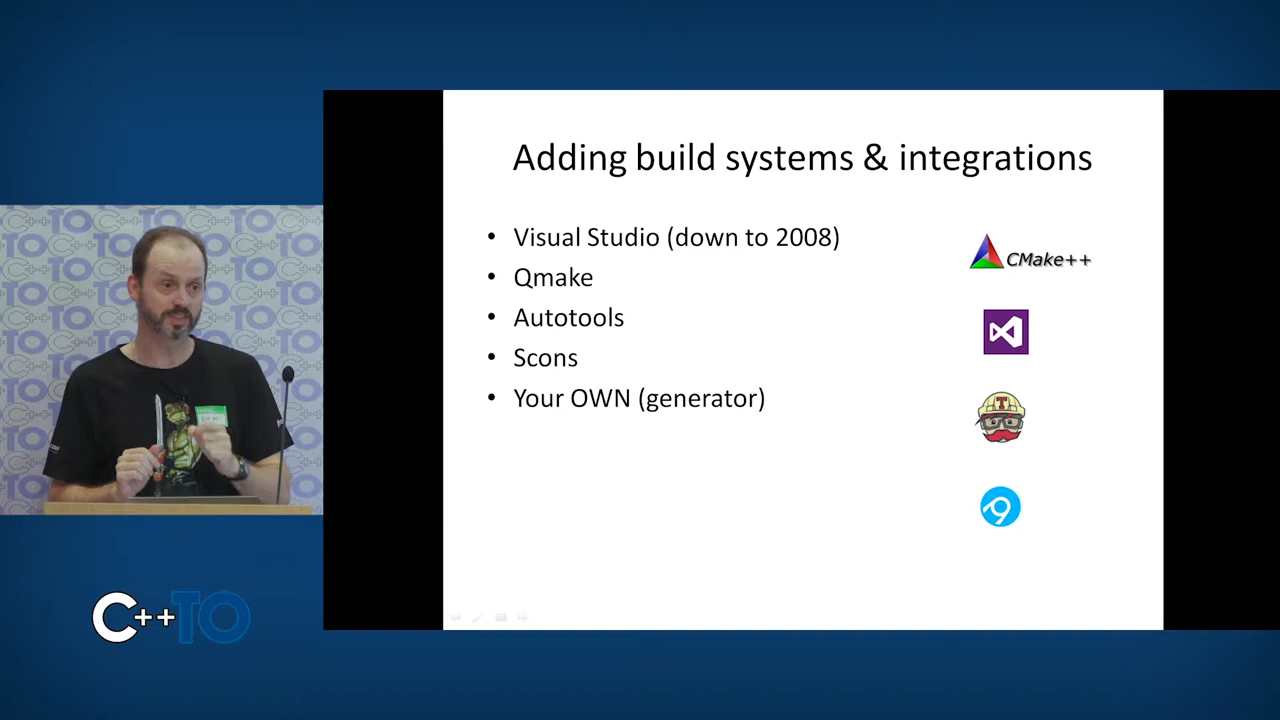 Adding build systems & integrations
• Visual Studio (down to 2008)
• Qmake
• Autotools
• Scons
• Your OWN (generator)
CMake++
T
C++TO